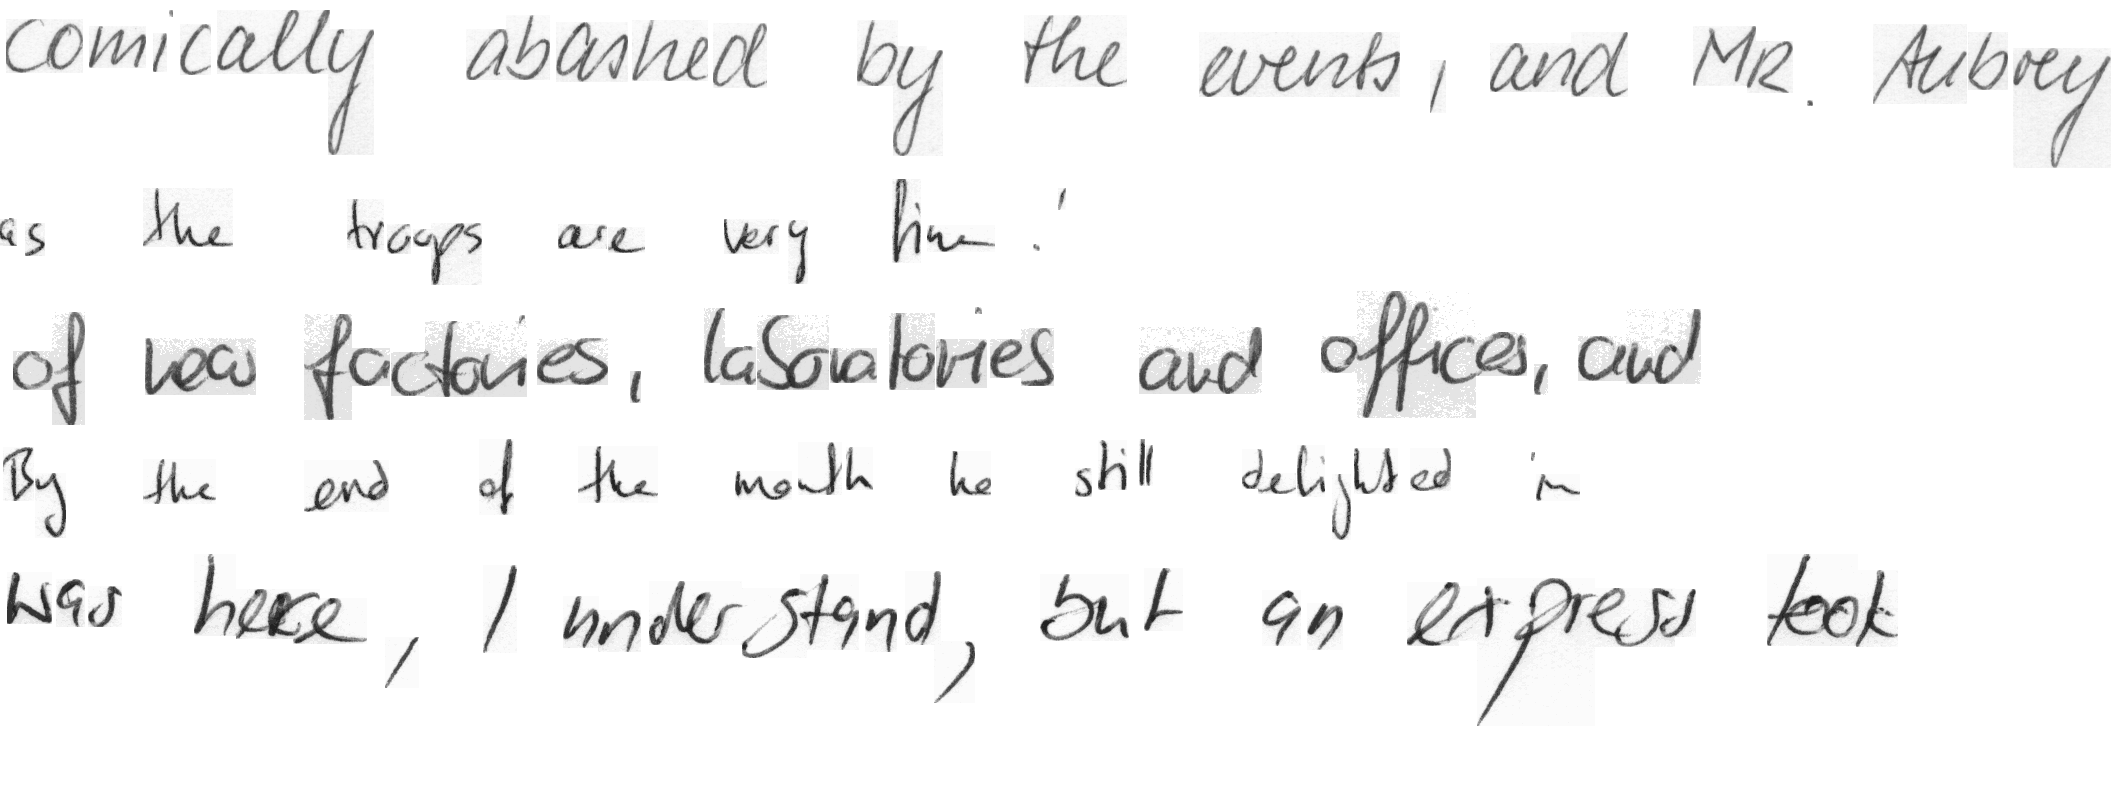 comically abashed by the events, and Mr. Aubrey
as the troops are very firm.'
of new factories, laboratories and offices, and
By the end of the month he still delighted in
was here, I understand, but an express took